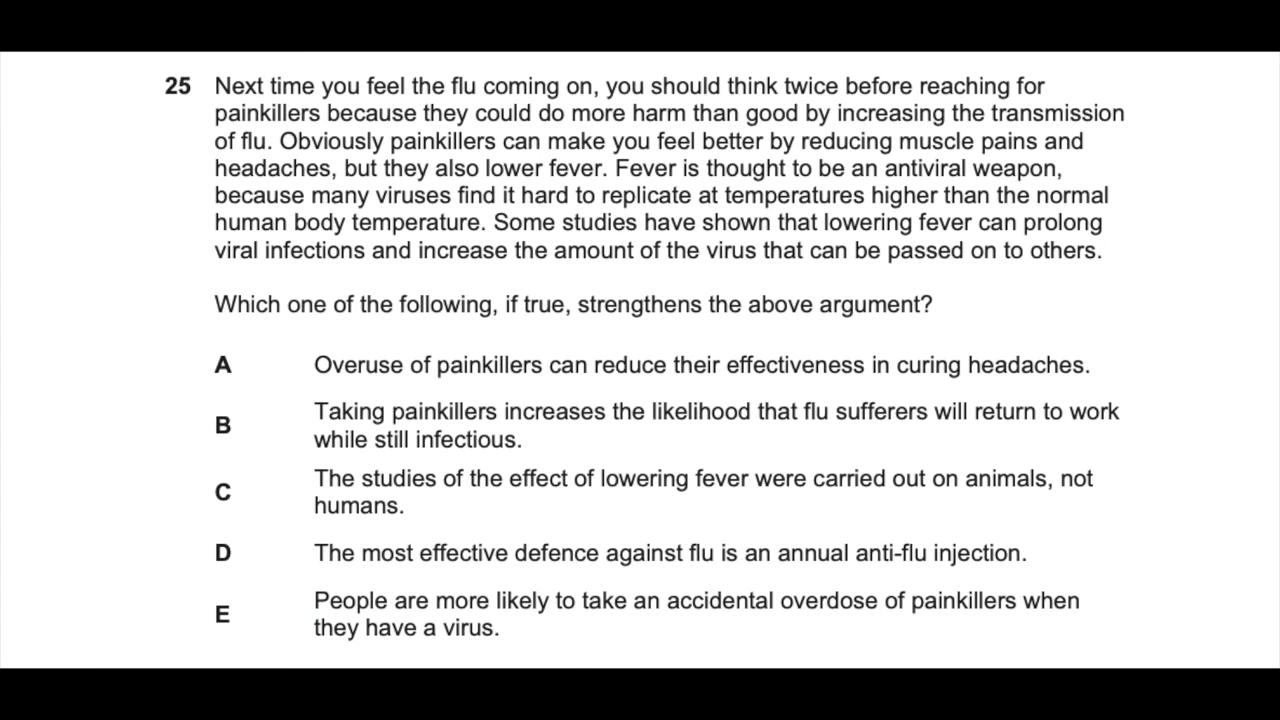 25 Next time you feel the flu coming on, you should think twice before reaching for
painkillers because they could do more harm than good by increasing the transmission
of flu. Obviously painkillers can make you feel better by reducing muscle pains and
headaches, but they also lower fever. Fever is thought to be an antiviral weapon,
because many viruses find it hard to replicate at temperatures higher than the normal
human body temperature. Some studies have shown that lowering fever can prolong
viral infections and increase the amount of the virus that can be passed on to others.
Which one of the following, if true, strengthens the above argument?
A Overuse of painkillers can reduce their effectiveness in curing headaches.
B Taking painkillers increases the likelihood that flu sufferers will return to work
while still infectious.
C The studies of the effect of lowering fever were carried out on animals, not
humans.
D The most effective defence against flu is an annual anti-flu injection.
E People are more likely to take an accidental overdose of painkillers when
they have a virus.